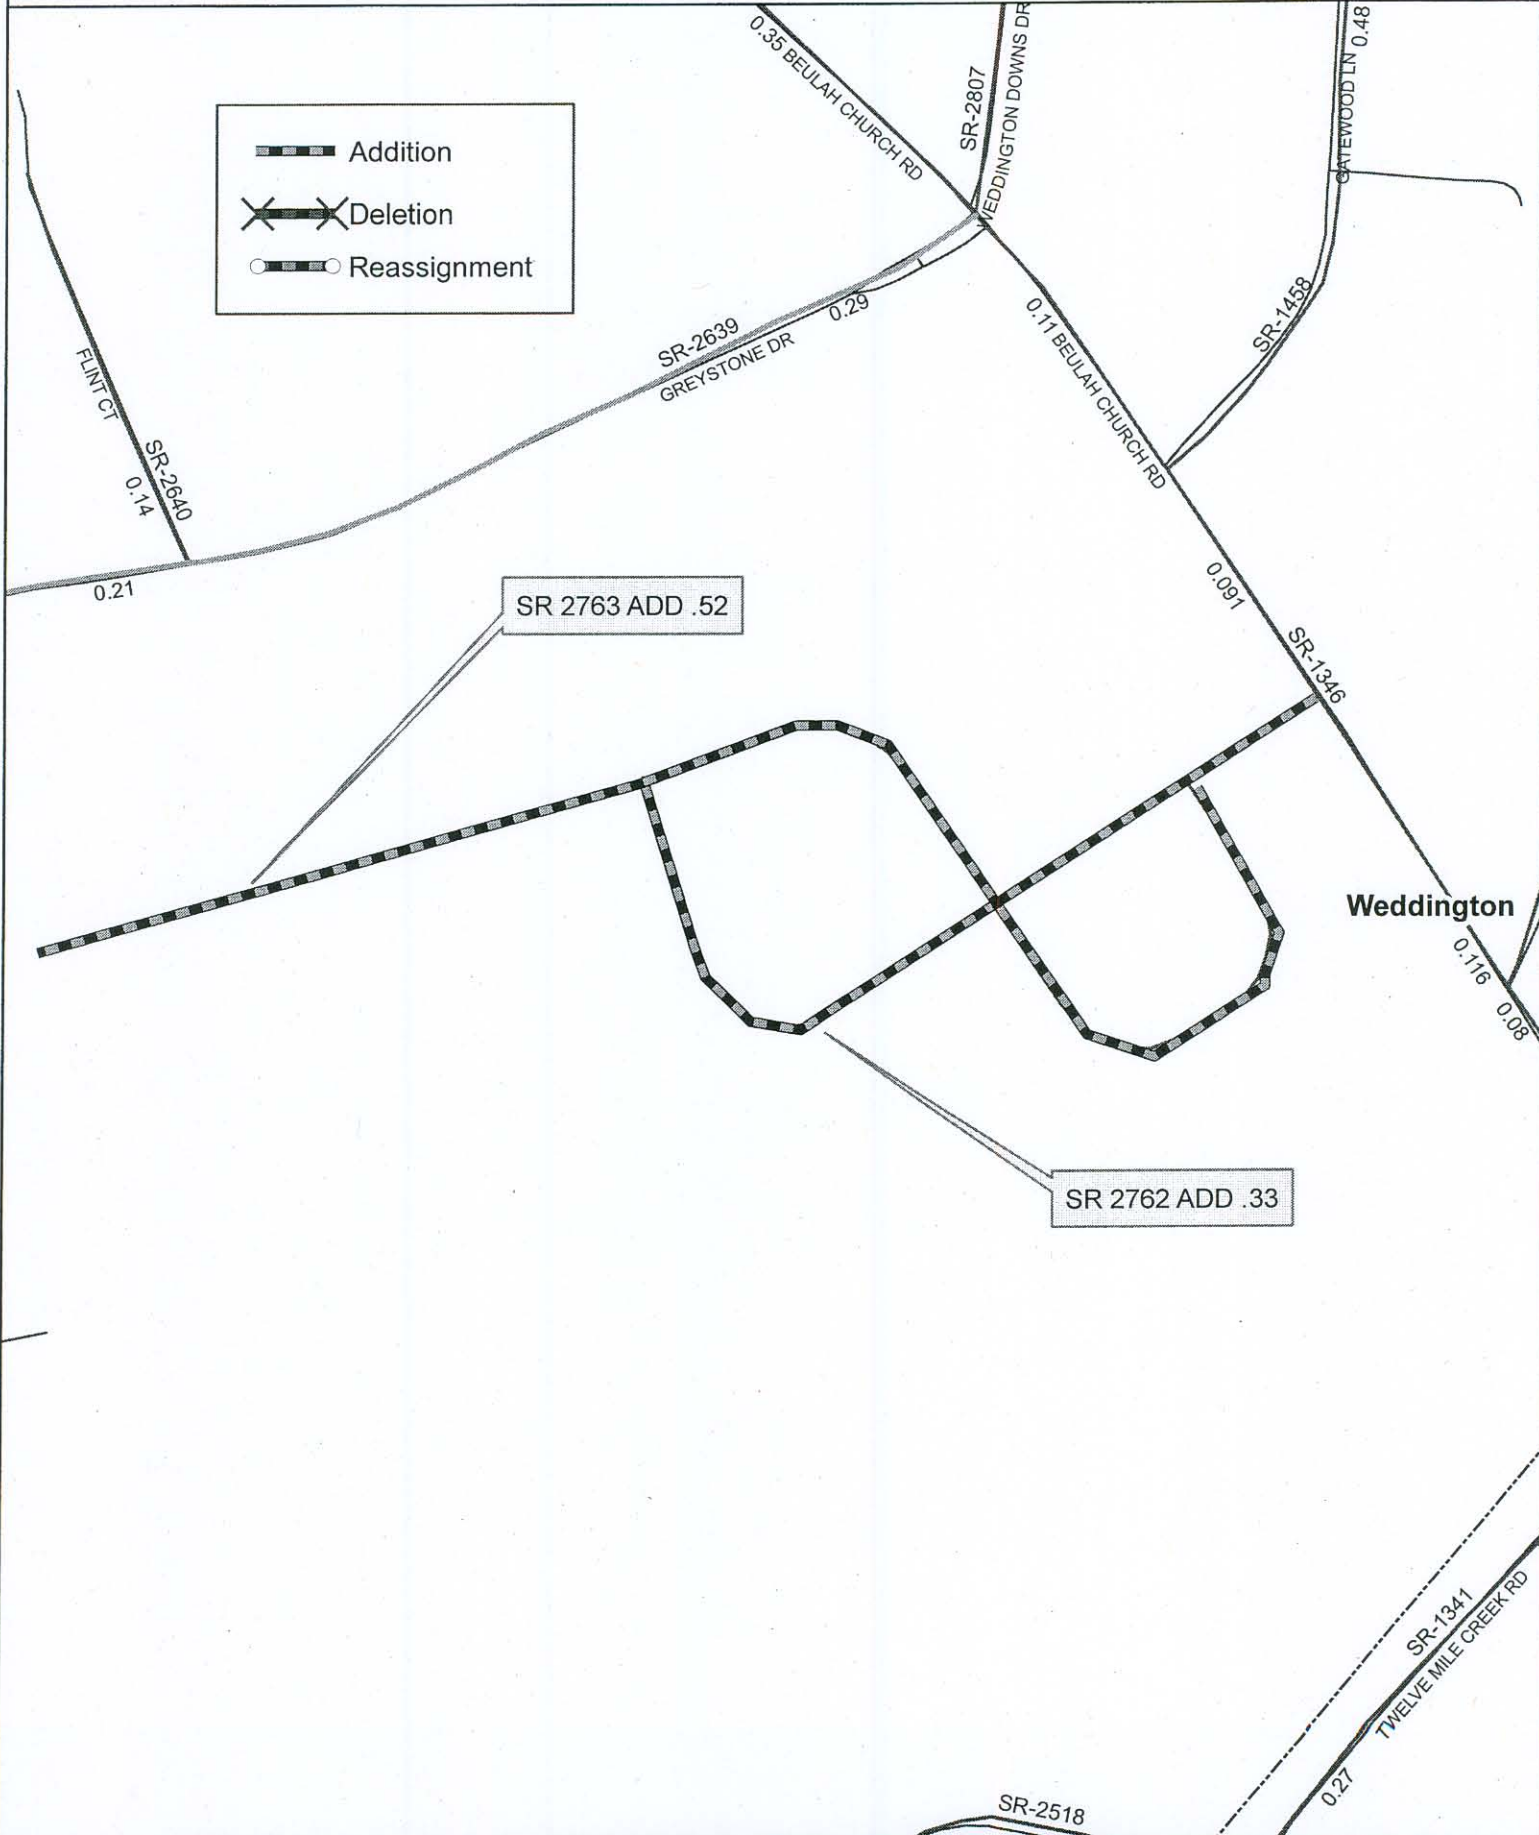 0.35 BEULAH CHURCH RD
SR-2807
WEDDINGTON DOWNS DR
GATEWOOD LN 0.48
Addition
Deletion
Reassignment
SR-1458
SR-2639
GREYSTONE DR
0.29
0.11 BEULAH CHURCH RD
FLINT CT
SR-2640
0.14
0.21
0.091
SR 2763 ADD .52
SR-1346
Weddington
0.116
0.08
SR 2762 ADD .33
SR-1341
TWELVE MILE CREEK RD
0.27
SR-2518